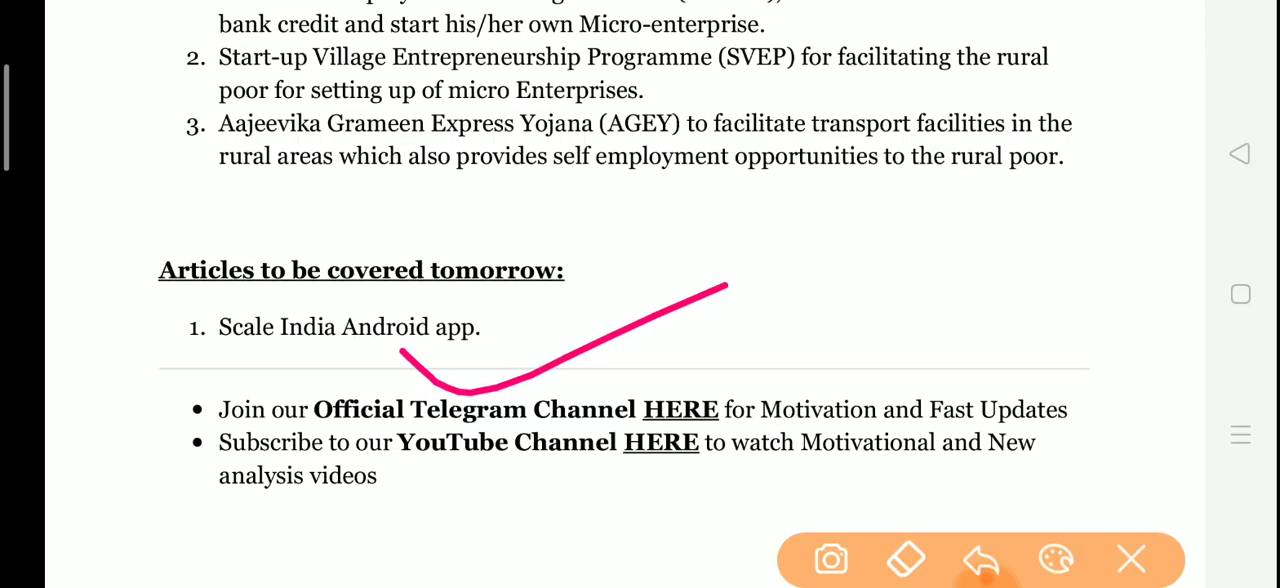 bank credit and start his/her own Micro-enterprise.
2. Start-up Village Entrepreneurship Programme (SVEP) for facilitating the rural
poor for setting up of micro Enterprises.
3. Aajeevika Grameen Express Yojana (AGEY) to facilitate transport facilities in the
rural areas which also provides self employment opportunities to the rural poor.
Articles to be covered tomorrow:
1. Scale India Android app.
• Join our Official Telegram Channel HERE for Motivation and Fast Updates
• Subscribe to our YouTube Channel HERE to watch Motivational and New
analysis videos